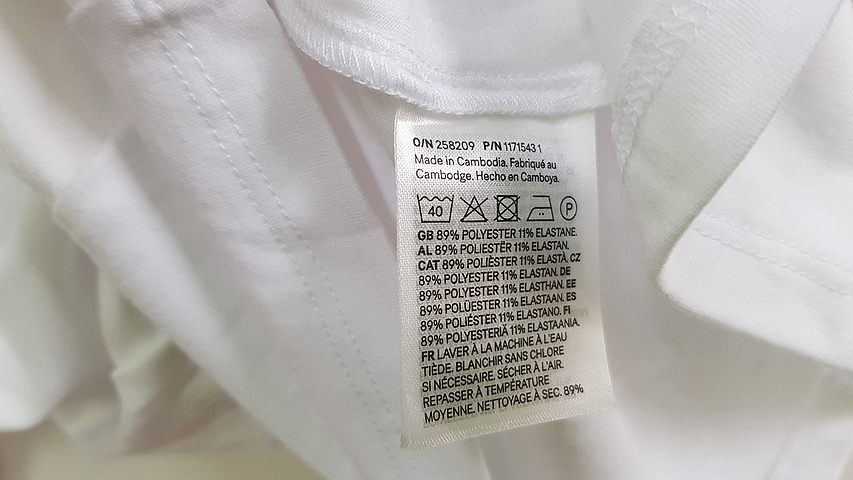 O/N 258209 P/N 1171543 1
Made in Cambodia. Fabriqué au
Cambodge. Hecho en Camboya.
40 P
GB 89% POLYESTER 11% ELASTANE.
AL 89% POLIESTËR 11% ELASTAN.
CAT 89% POLIÈSTER 11% ELASTÀ. CZ
89% POLYESTER 11% ELASTAN. DE
89% POLYESTER 11% ELASTHAN. EE
89% POLÜESTER 11% ELASTAAN. ES
89% POLIÉSTER 11% ELASTANO. FI
89% POLYESTERIÄ 11% ELASTAANIA.
FR LAVER À LA MACHINE À L'EAU
TIÈDE. BLANCHIR SANS CHLORE
SI NÉCESSAIRE. SÉCHER À L'AIR.
REPASSER À TEMPÉRATURE
MOYENNE. NETTOYAGE À SEC. 89%